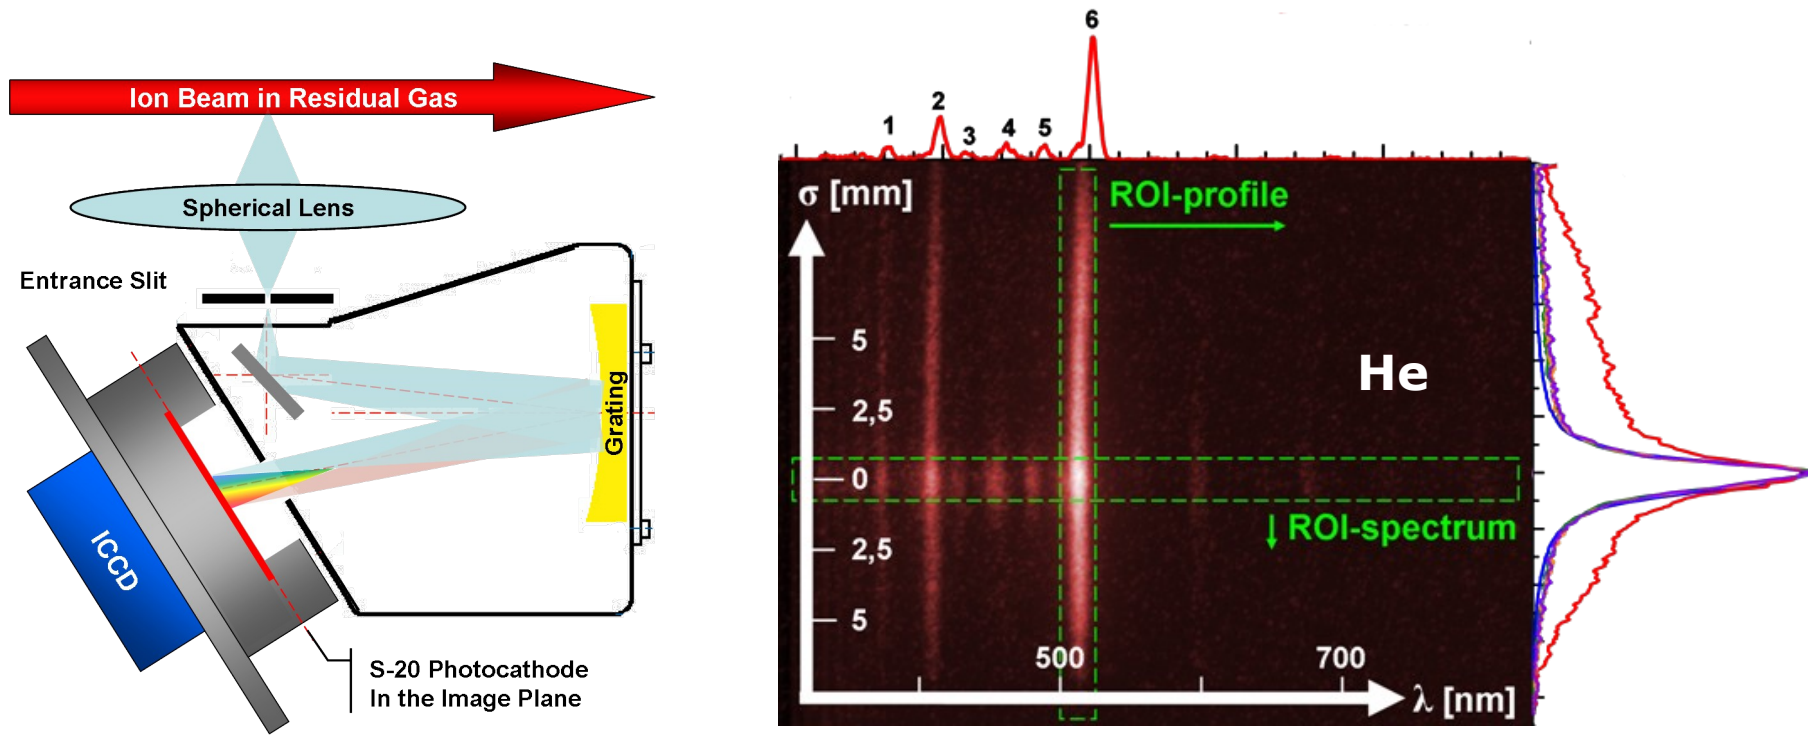 Ion Beam in Residual Gas
Spherical Lens
Entrance Slit
Grating
ICCD
S-20 Photocathode
In the Image Plane
1
2
3
4
5
6
σ [mm]
ROI-profile
5
2,5
0
2,5
5
He
ROI-spectrum
500
700
λ [nm]